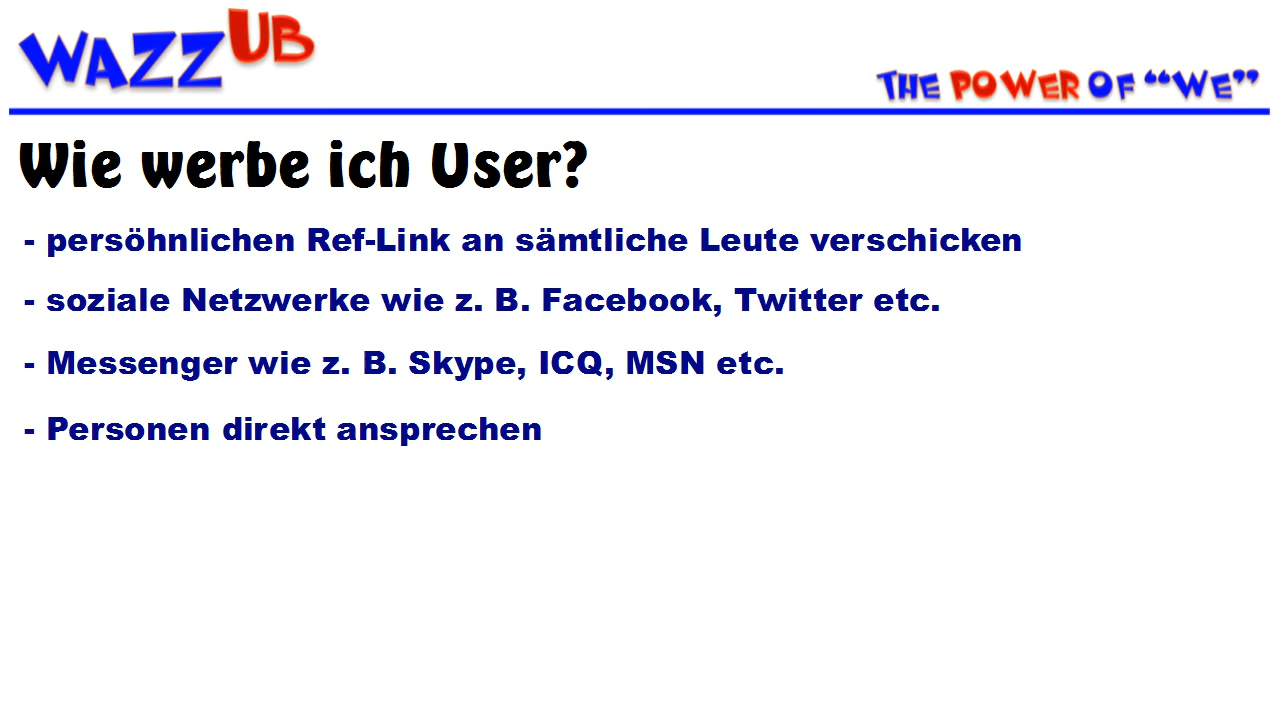 WAZZUB
THE POWER OF “WE”
Wie werbe ich User?
- persöhnlichen Ref-Link an sämtliche Leute verschicken
- soziale Netzwerke wie z. B. Facebook, Twitter etc.
- Messenger wie z. B. Skype, ICQ, MSN etc.
- Personen direkt ansprechen